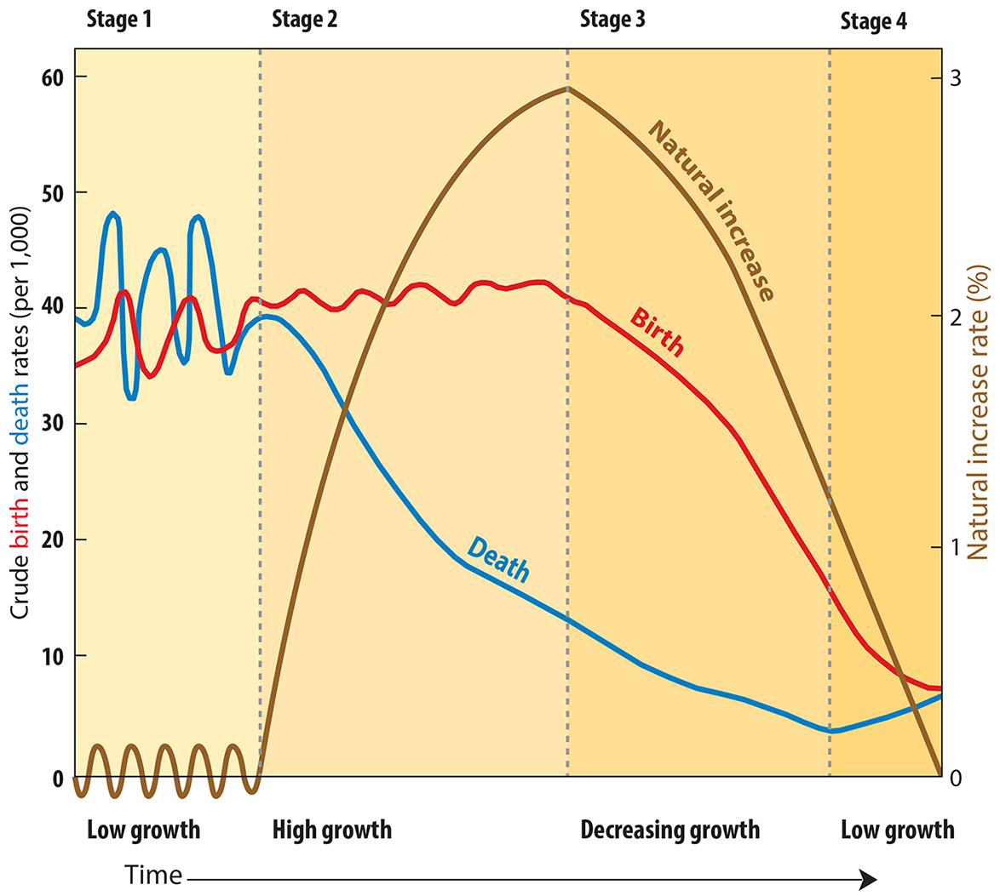 Stage 1
Stage 2
Stage 3
Stage 4
60
50
40
30
20
10
0
Crude birth and death rates (per 1,000)
3
2
1
0
Natural increase rate (%)
Natural increase
Birth
Death
Low growth
High growth
Decreasing growth
Low growth
Time